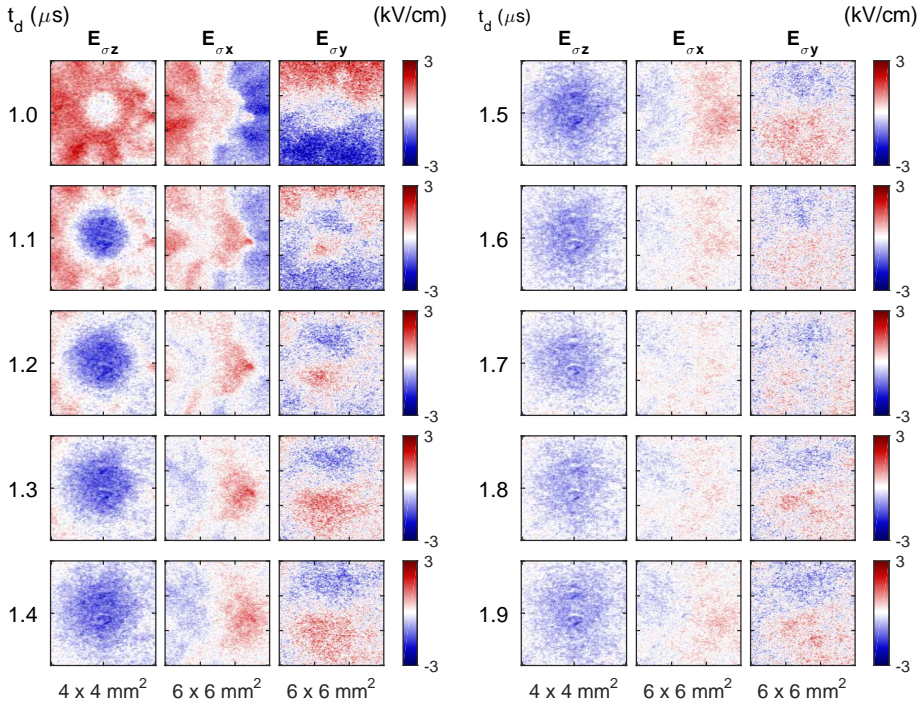 t_d (μs) (kV/cm)
E_σz E_σx E_σy
1.0 3 -3
1.1 3 -3
1.2 3 -3
1.3 3 -3
1.4 3 -3
4 x 4 mm² 6 x 6 mm² 6 x 6 mm²
t_d (μs) (kV/cm)
E_σz E_σx E_σy
1.5 3 -3
1.6 3 -3
1.7 3 -3
1.8 3 -3
1.9 3 -3
4 x 4 mm² 6 x 6 mm² 6 x 6 mm²